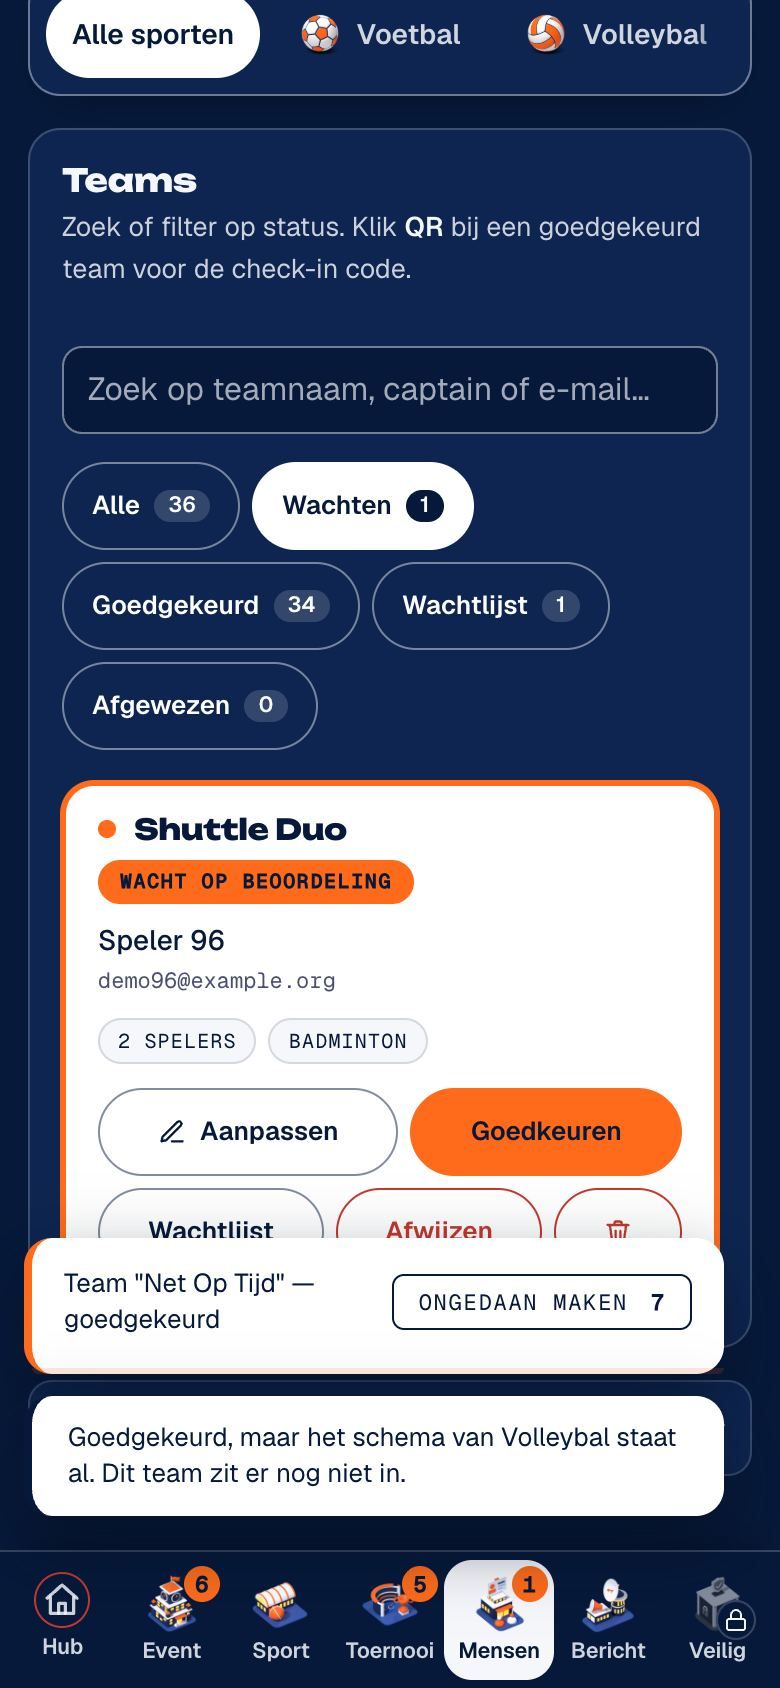 Alle sporten Voetbal Volleybal
Teams
Zoek of filter op status. Klik QR bij een goedgekeurd
team voor de check-in code.
Zoek op teamnaam, captain of e-mail...
Alle 36 Wachten 1
Goedgekeurd 34 Wachtlijst 1
Afgewezen 0
Shuttle Duo
WACHT OP BEOORDELING
Speler 96
demo96@example.org
2 SPELERS BADMINTON
Aanpassen Goedkeuren
Wachtlijst Afwijzen
Team "Net Op Tijd" —
goedgekeurd
ONGEDAAN MAKEN 7
Goedgekeurd, maar het schema van Volleybal staat
al. Dit team zit er nog niet in.
6 5 1
Hub Event Sport Toernooi Mensen Bericht Veilig